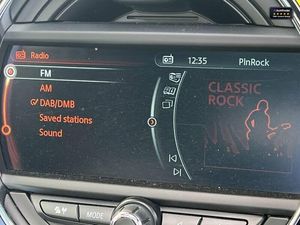 Radio
12:35
PlnRock
FM
AM
DAB/DMB
Saved stations
Sound
CLASSIC
ROCK
MODE